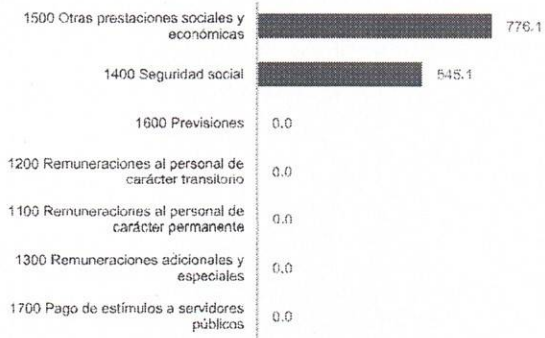 1500 Otras prestaciones sociales y
económicas
776.1
1400 Seguridad social
545.1
1600 Previsiones
0.0
1200 Remuneraciones al personal de
carácter transitorio
0.0
1100 Remuneraciones al personal de
carácter permanente
0.0
1300 Remuneraciones adicionales y
especiales
0.0
1700 Pago de estímulos a servidores
públicos
0.0